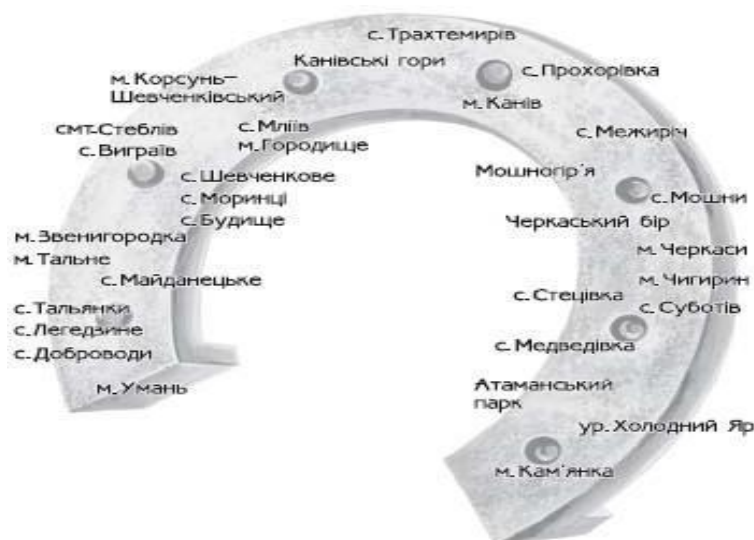 с. Трахтемирів
Канівські гори
с. Прохорівка
м. Корсунь-
Шевченківський
м. Канів
смт-Стеблів
с. Мліїв
с. Межиріч
с. Виграїв
м. Городище
Мошногір'я
с. Шевченкове
с. Моринці
с. Мошни
с. Будище
Черкаський бір
м. Звенигородка
м. Черкаси
м. Тальне
с. Майданецьке
м. Чигирин
с. Стецівка
с. Тальянки
с. Суботів
с. Легедзине
с. Медведівка
с. Доброводи
м. Умань
Атаманський
парк
ур. Холодний Яр
м. Кам'янка